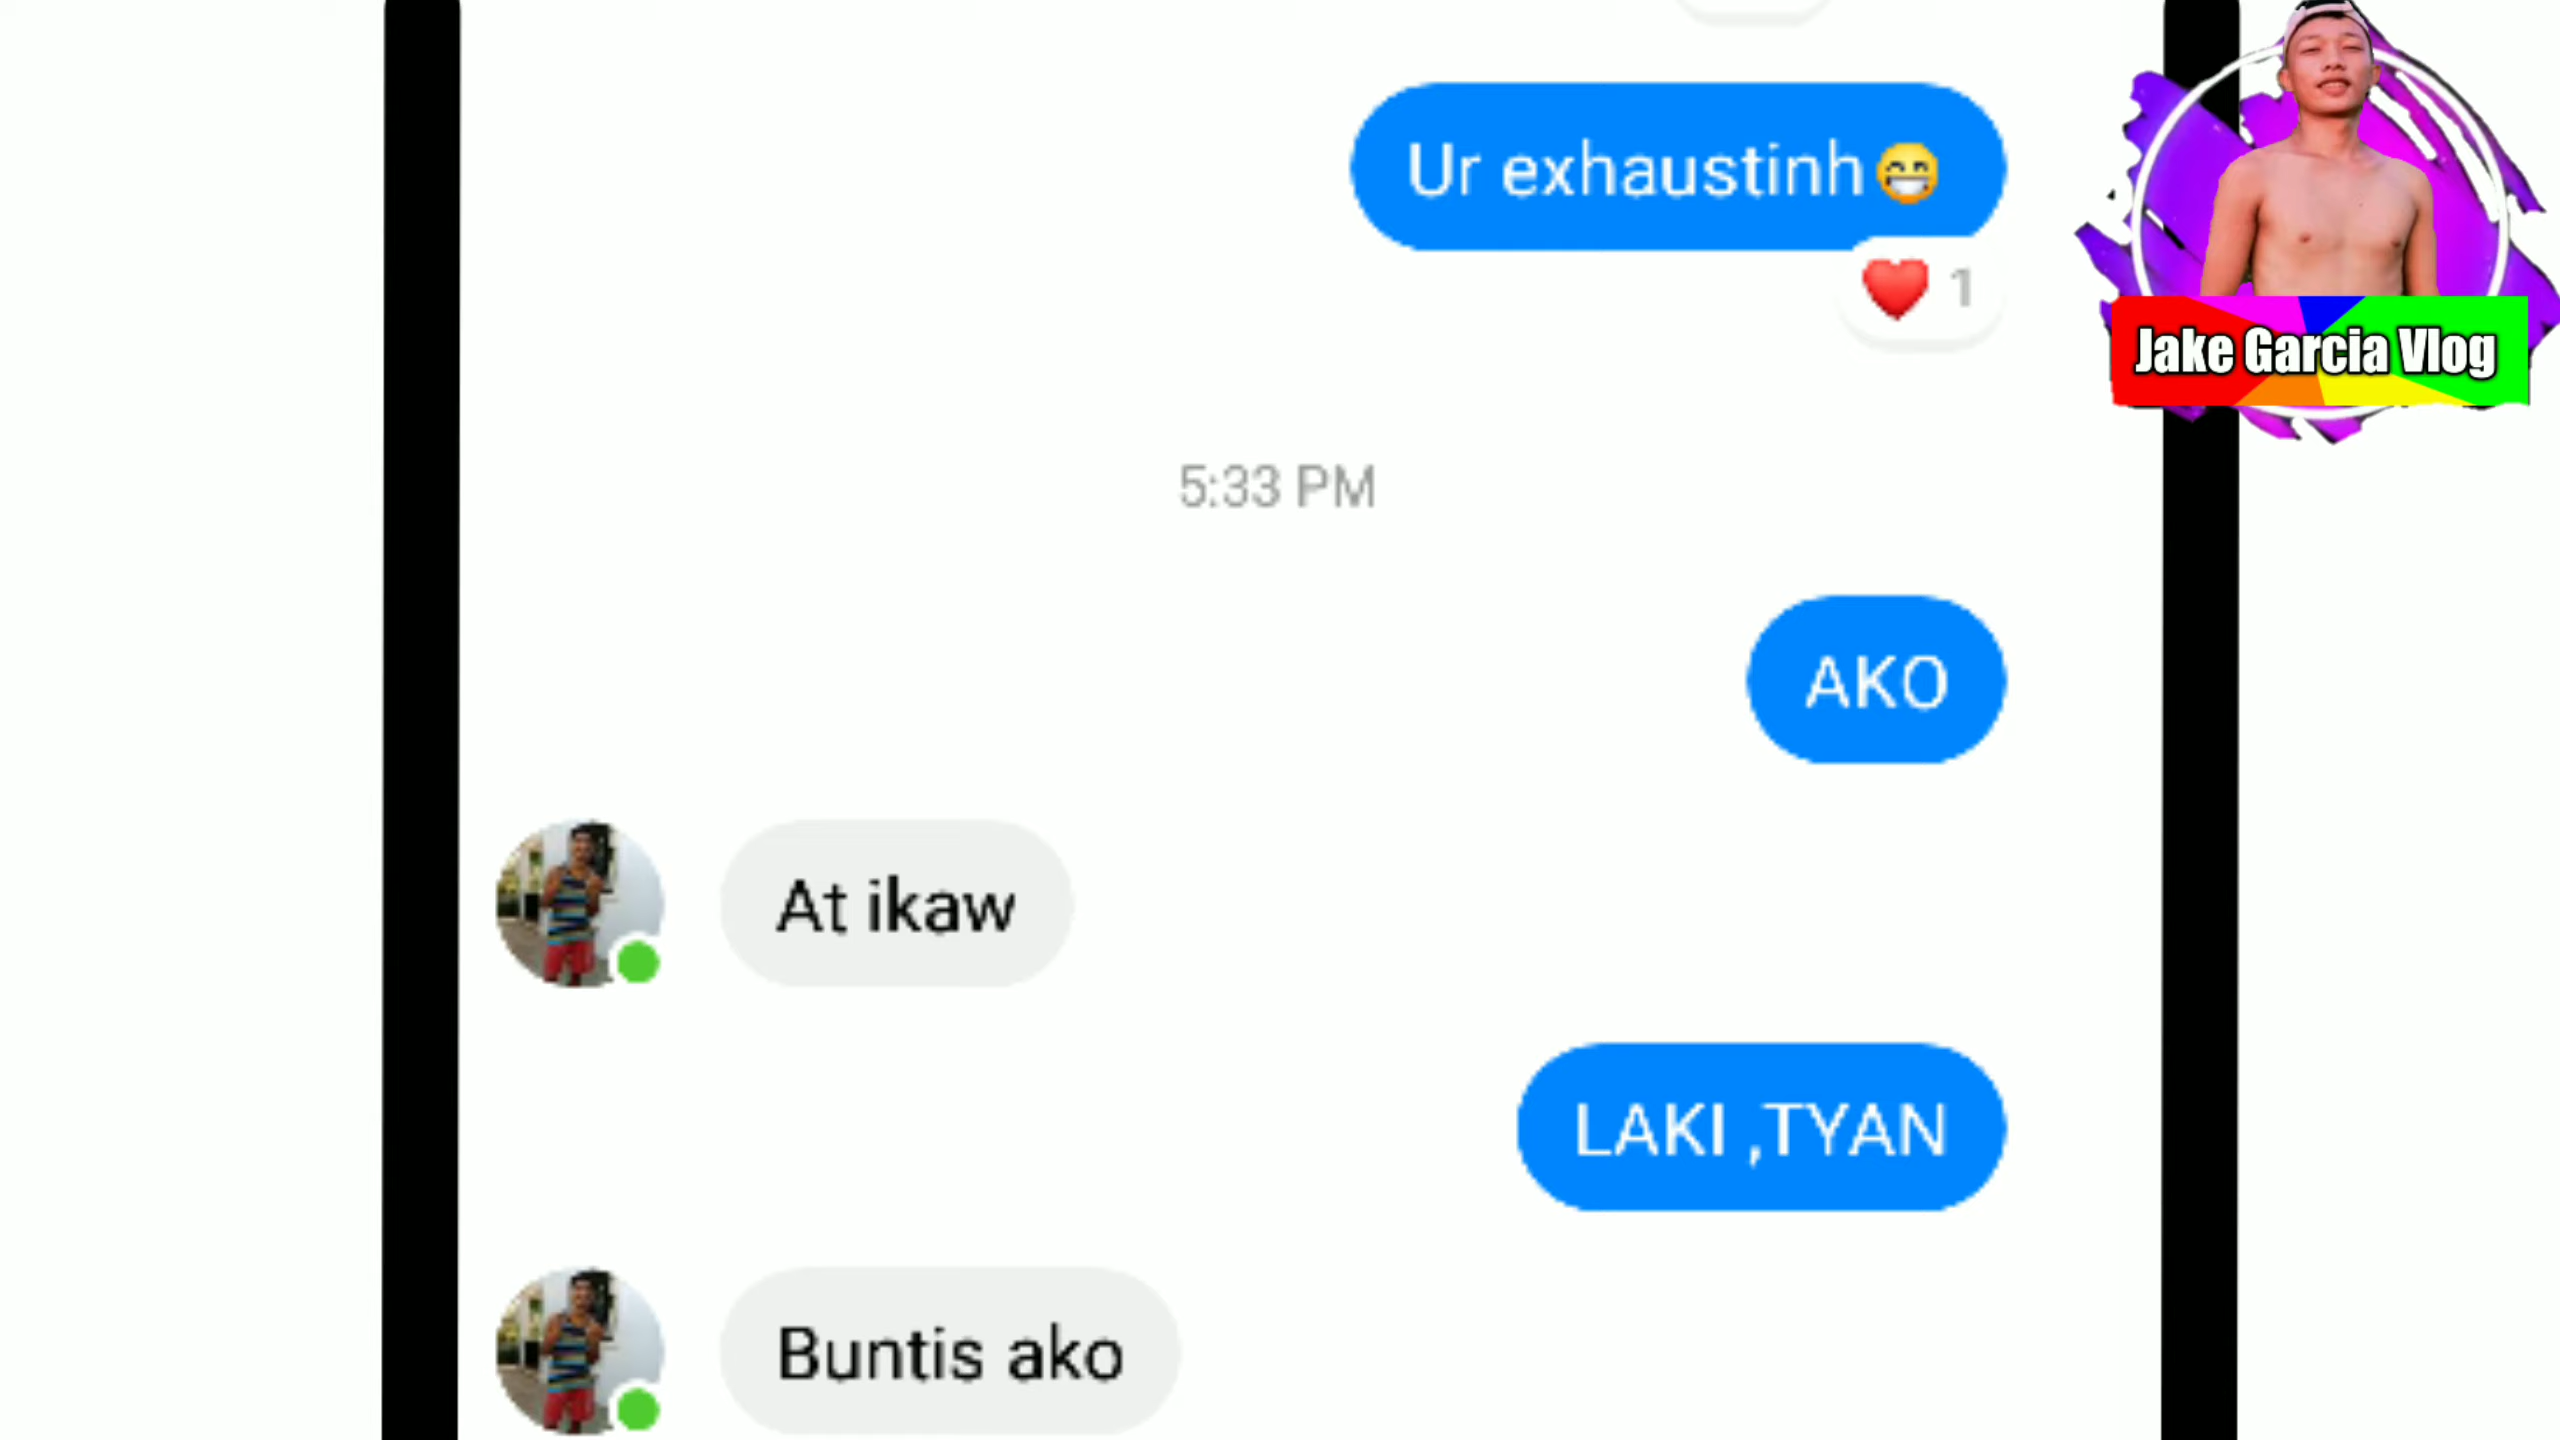 Ur exhaustinh😁
❤️ 1
Jake Garcia Vlog
5:33 PM
AKO
At ikaw
LAKI ,TYAN
Buntis ako